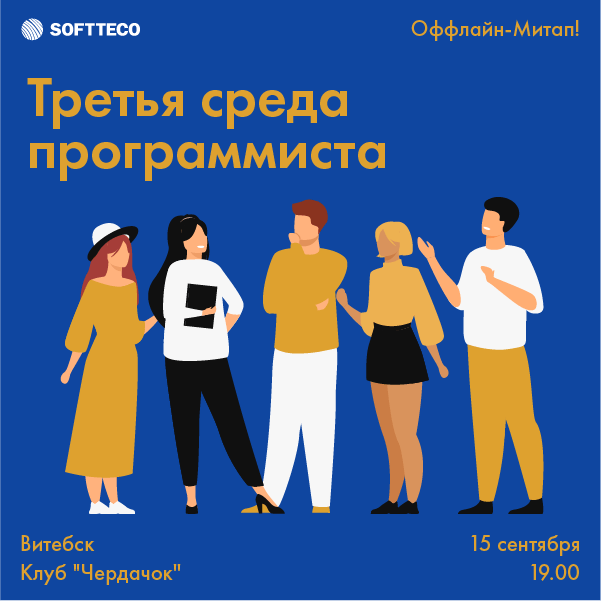 SOFTTECO
Оффлайн-Митап!
Третья среда
программиста
Витебск
Клуб "Чердачок"
15 сентября
19.00